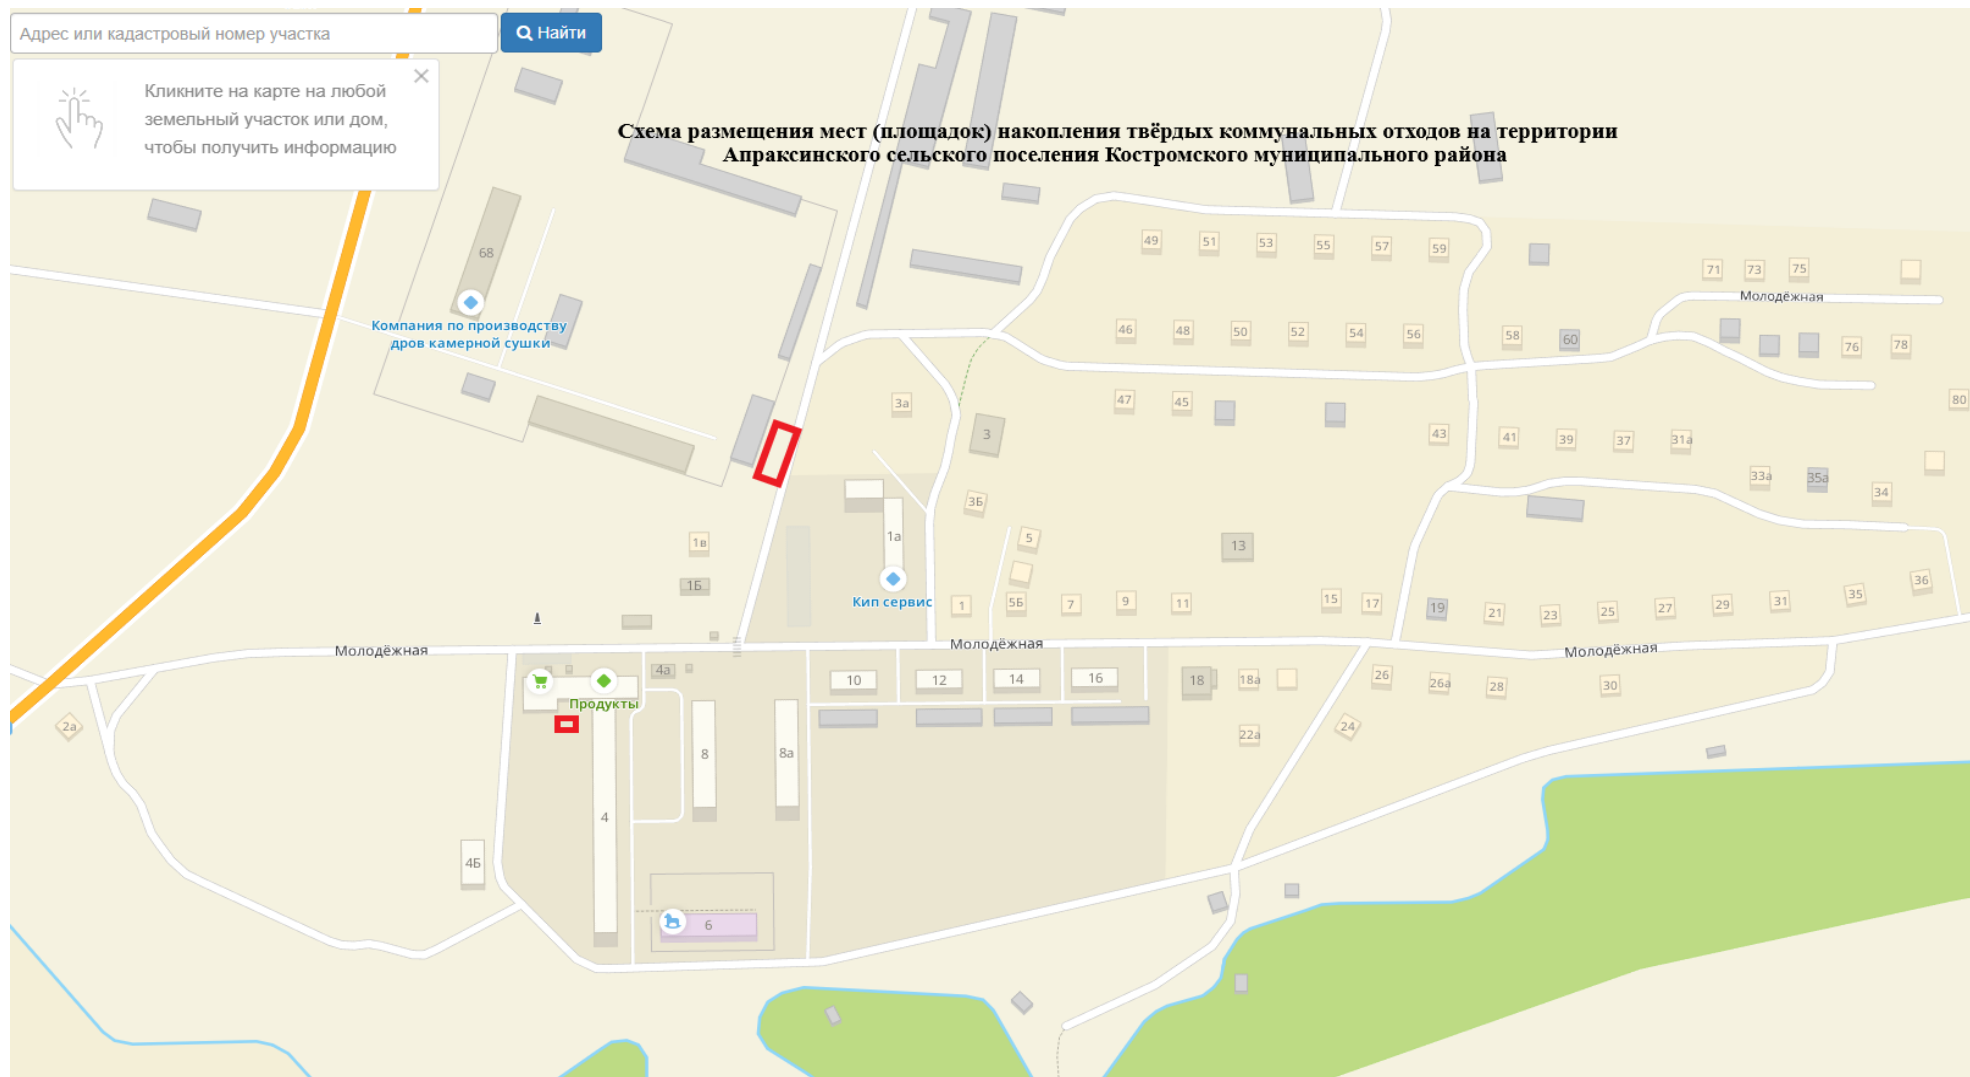 Адрес или кадастровый номер участка
Найти
Кликните на карте на любой
земельный участок или дом,
чтобы получить информацию
Схема размещения мест (площадок) накопления твёрдых коммунальных отходов на территории
Апраксинского сельского поселения Костромского муниципального района
68
Компания по производству
дров камерной сушки
49
51
53
55
57
59
71
73
75
Молодёжная
46
48
50
52
54
56
58
60
76
78
3а
47
45
80
3
43
41
39
37
31а
33а
35а
34
3Б
1а
1в
5
13
1Б
Кип сервис
1
5Б
7
9
11
15
17
19
21
23
25
27
29
31
35
36
Молодёжная
Молодёжная
Молодёжная
4а
10
12
14
16
18
18а
26
26а
28
30
Продукты
2а
22а
24
8
8а
4
4Б
6